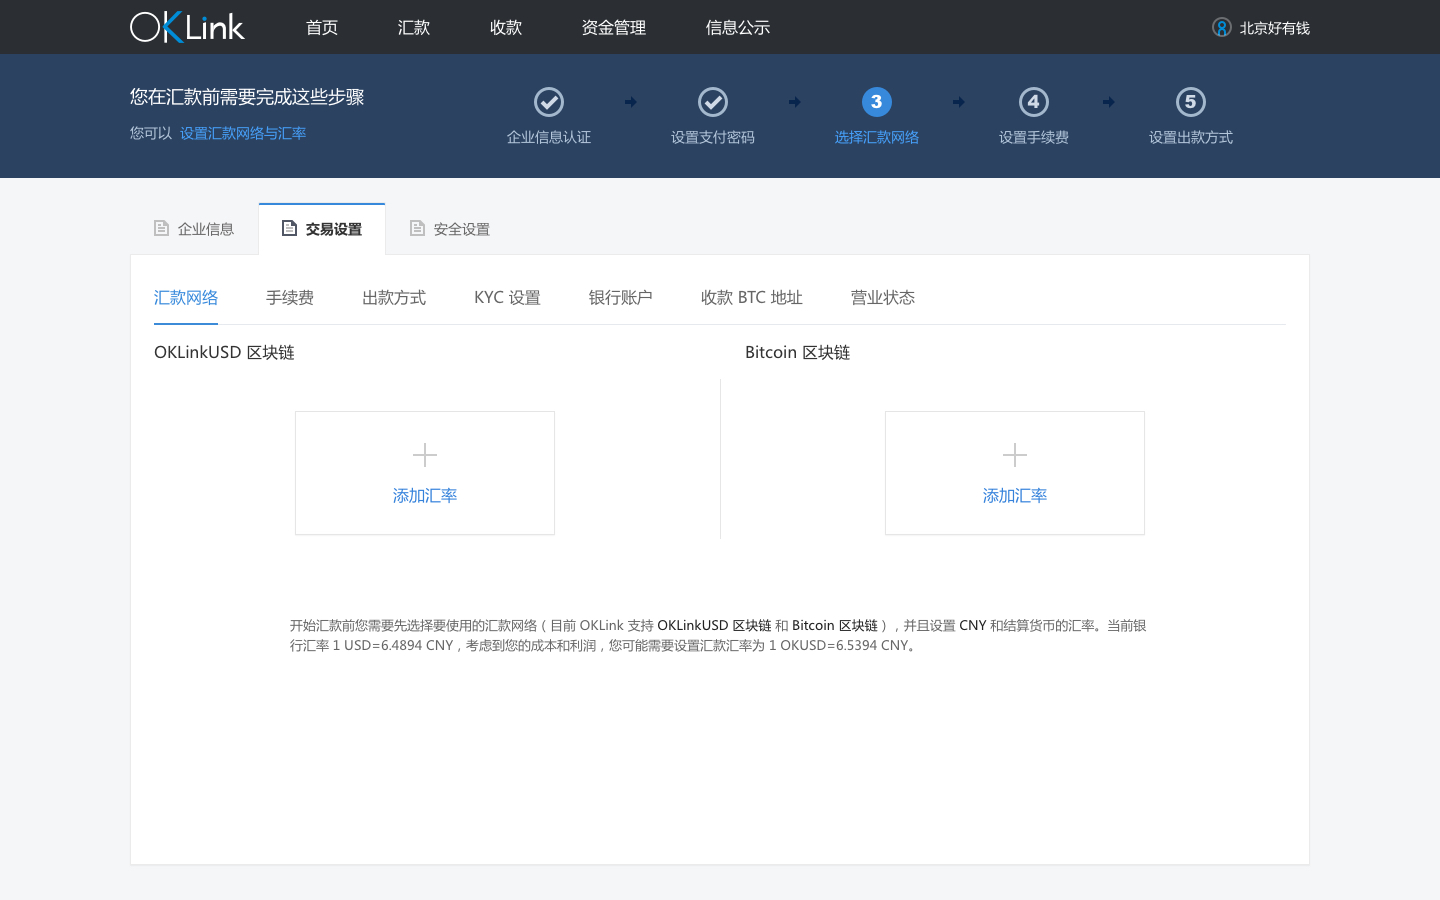 OKLink 首页 汇款 收款 资金管理 信息公示 北京好有钱
您在汇款前需要完成这些步骤
您可以 设置汇款网络与汇率
3 4 5
企业信息认证 设置支付密码 选择汇款网络 设置手续费 设置出款方式
企业信息 交易设置 安全设置
汇款网络 手续费 出款方式 KYC 设置 银行账户 收款 BTC 地址 营业状态
OKLinkUSD 区块链 Bitcoin 区块链
添加汇率 添加汇率
开始汇款前您需要先选择要使用的汇款网络（目前 OKLink 支持 OKLinkUSD 区块链 和 Bitcoin 区块链），并且设置 CNY 和结算货币的汇率。当前银
行汇率 1 USD=6.4894 CNY，考虑到您的成本和利润，您可能需要设置汇款汇率为 1 OKUSD=6.5394 CNY。